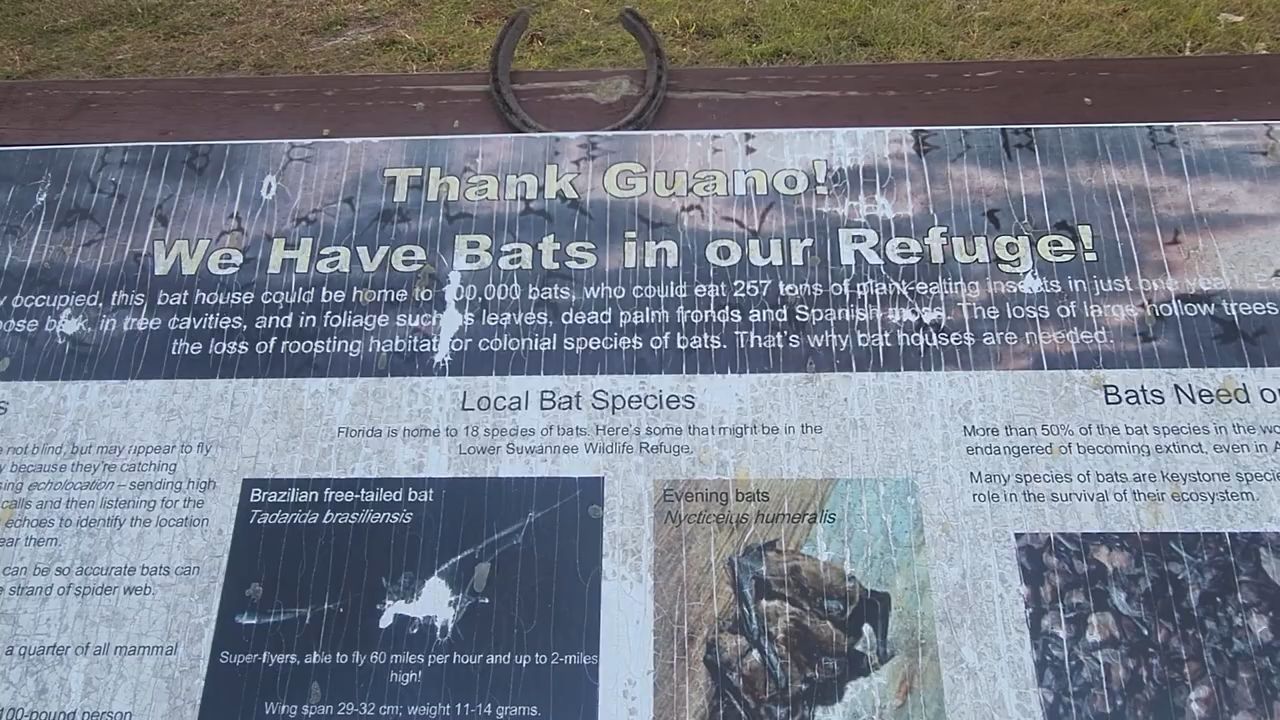 Thank Guano!
We Have Bats in our Refuge!
occupied, this bat house could be home to 100,000 bats, who could eat 257 tons of plant-eating insects in just one year.
bark, in tree cavities, and in foliage such as leaves, dead palm fronds and Spanish moss. The loss of large hollow trees
the loss of roosting habitat for colonial species of bats. That's why bat houses are needed.
not blind, but may appear to fly
because they're catching
echolocation – sending high
calls and then listening for the
echoes to identify the location
them.
can be so accurate bats can
strand of spider web.
a quarter of all mammal
100-pound person
Local Bat Species
Florida is home to 18 species of bats. Here's some that might be in the
Lower Suwannee Wildlife Refuge.
Brazilian free-tailed bat
Tadarida brasiliensis
Super-flyers, able to fly 60 miles per hour and up to 2-miles
high!
Wing span 29-32 cm; weight 11-14 grams.
Evening bats
Nycticeius humeralis
Bats Need
More than 50% of the bat species in the
endangered of becoming extinct, even in
Many species of bats are keystone
role in the survival of their ecosystem.